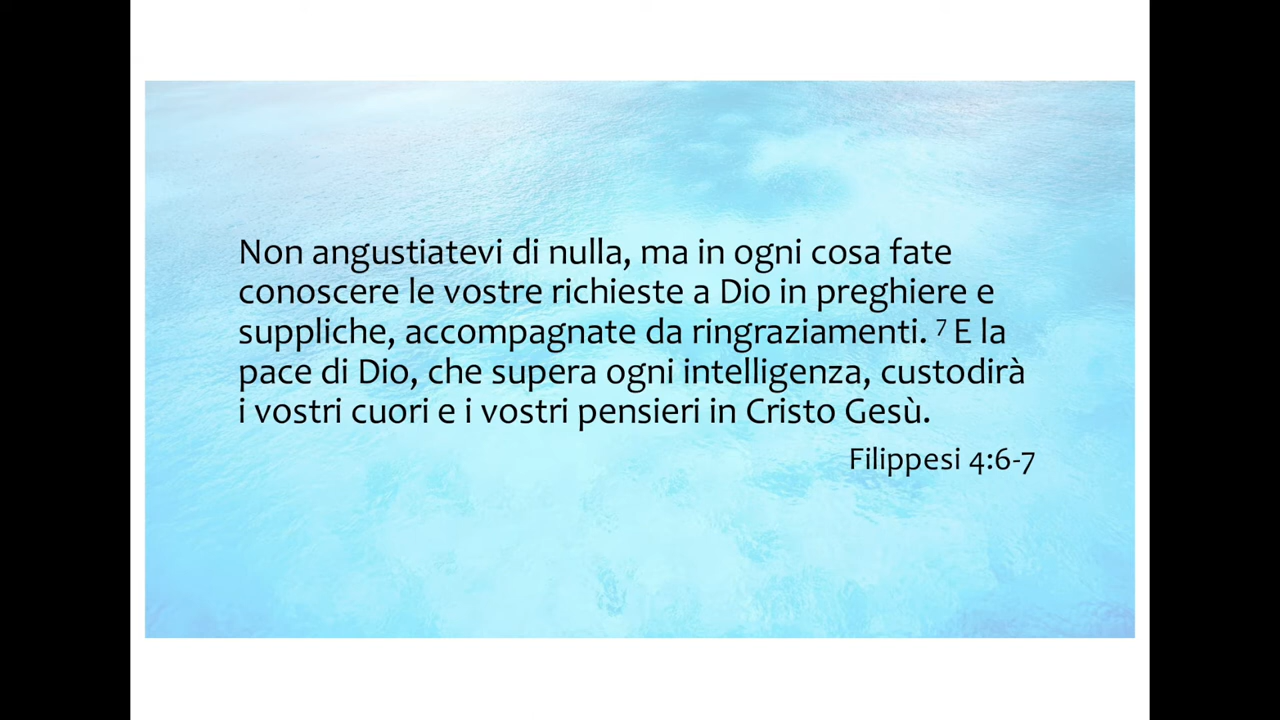 Non angustiatevi di nulla, ma in ogni cosa fate
conoscere le vostre richieste a Dio in preghiere e
suppliche, accompagnate da ringraziamenti. ⁷ E la
pace di Dio, che supera ogni intelligenza, custodirà
i vostri cuori e i vostri pensieri in Cristo Gesù.
Filippesi 4:6-7